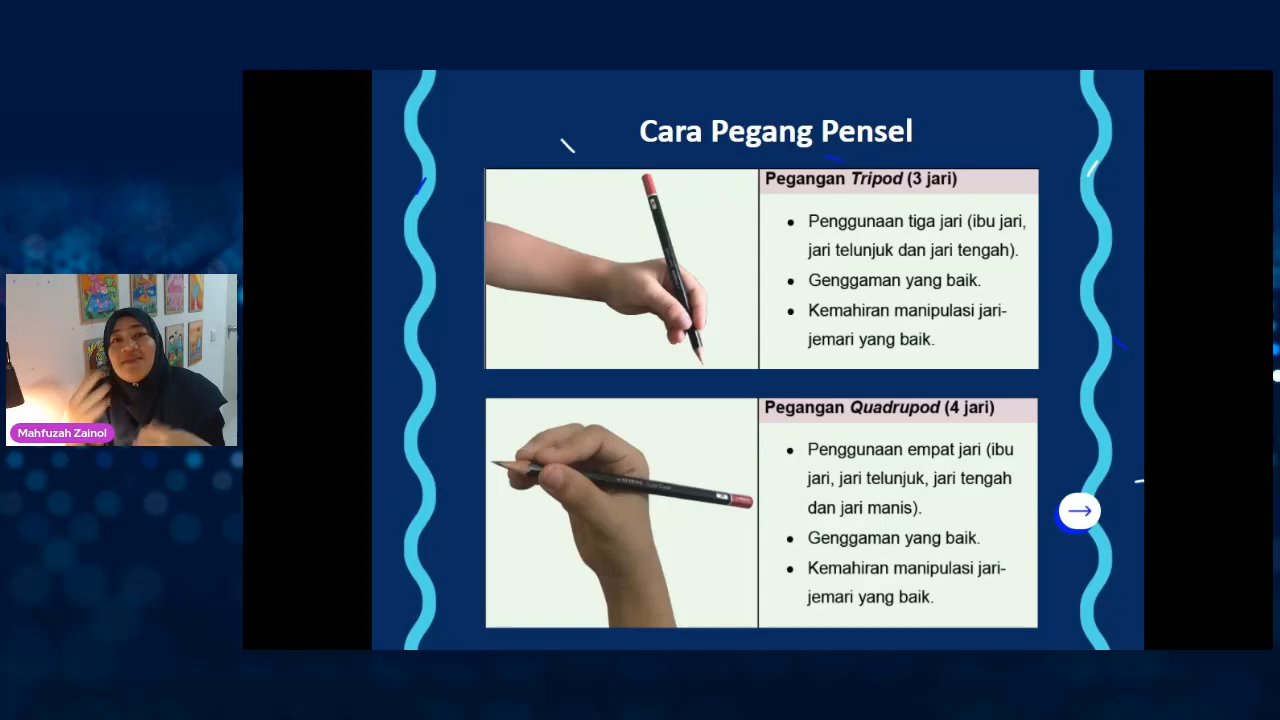 Cara Pegang Pensel
Pegangan Tripod (3 jari)
• Penggunaan tiga jari (ibu jari,
jari telunjuk dan jari tengah).
• Genggaman yang baik.
• Kemahiran manipulasi jari-
jemari yang baik.
Pegangan Quadrupod (4 jari)
• Penggunaan empat jari (ibu
jari, jari telunjuk, jari tengah
dan jari manis).
• Genggaman yang baik.
• Kemahiran manipulasi jari-
jemari yang baik.
Mahfuzah Zainol